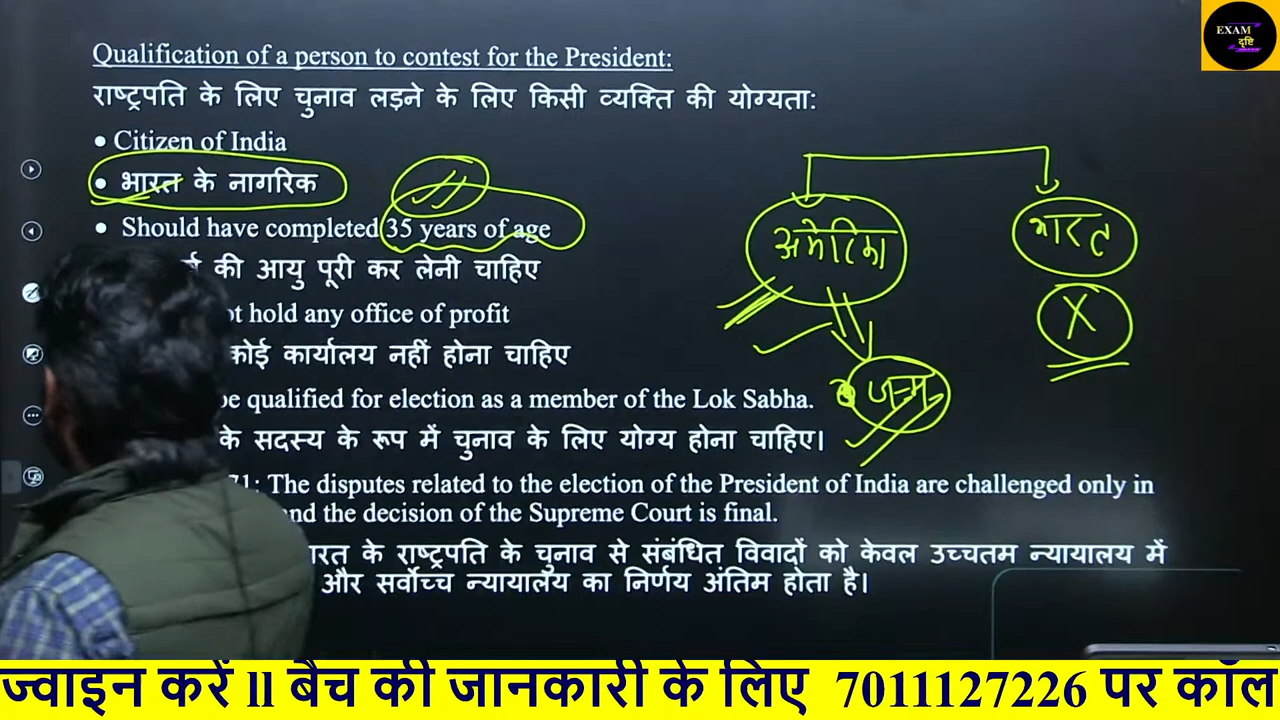 EXAM
दृष्टि
Qualification of a person to contest for the President:
राष्ट्रपति के लिए चुनाव लड़ने के लिए किसी व्यक्ति की योग्यता:
• Citizen of India
• भारत के नागरिक
• Should have completed 35 years of age
की आयु पूरी कर लेनी चाहिए
hold any office of profit
कोई कार्यालय नहीं होना चाहिए
be qualified for election as a member of the Lok Sabha.
के सदस्य के रूप में चुनाव के लिए योग्य होना चाहिए।
71: The disputes related to the election of the President of India are challenged only in
and the decision of the Supreme Court is final.
के राष्ट्रपति के चुनाव से संबंधित विवादों को केवल उच्चतम न्यायालय में
और सर्वोच्च न्यायालय का निर्णय अंतिम होता है।
अमेरिका
भारत
X
जन्म
ज्वाइन करें ll बैच की जानकारी के लिए 7011127226 पर कॉल